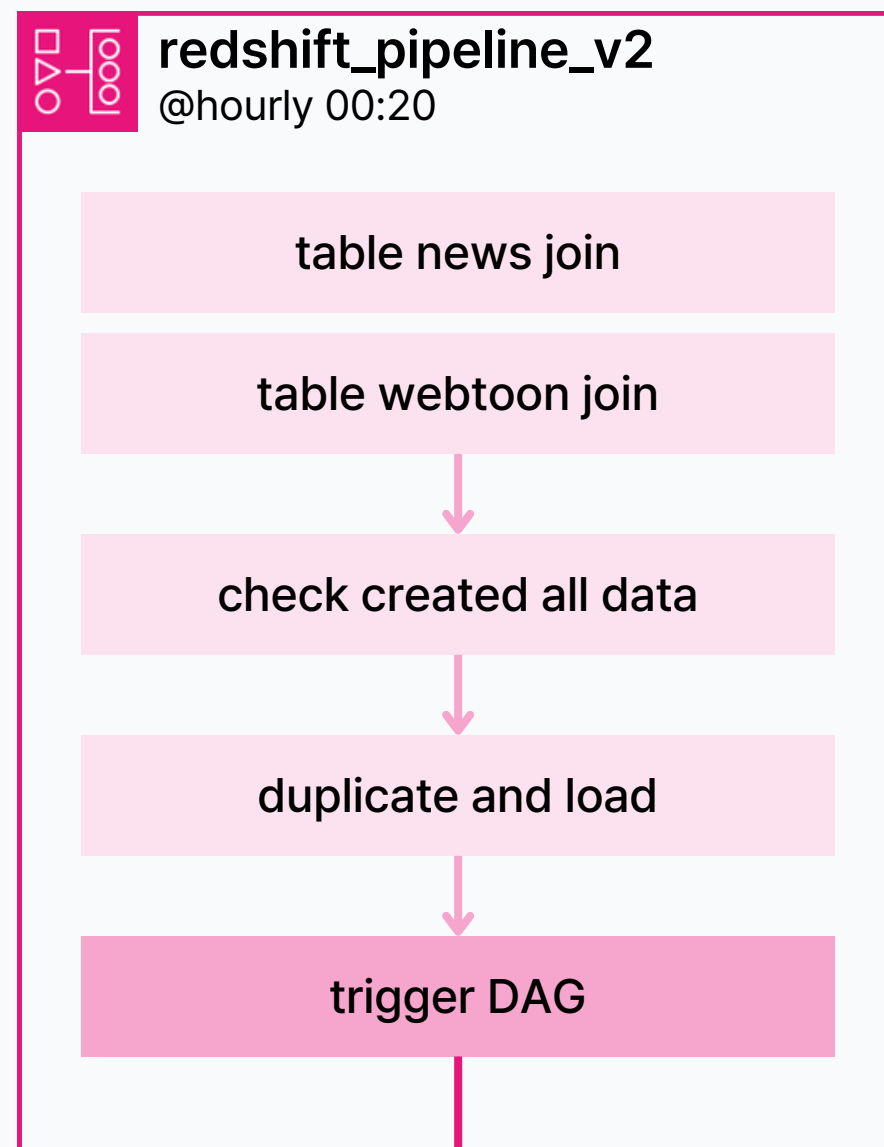 redshift_pipeline_v2
@hourly 00:20
table news join
table webtoon join
check created all data
duplicate and load
trigger DAG